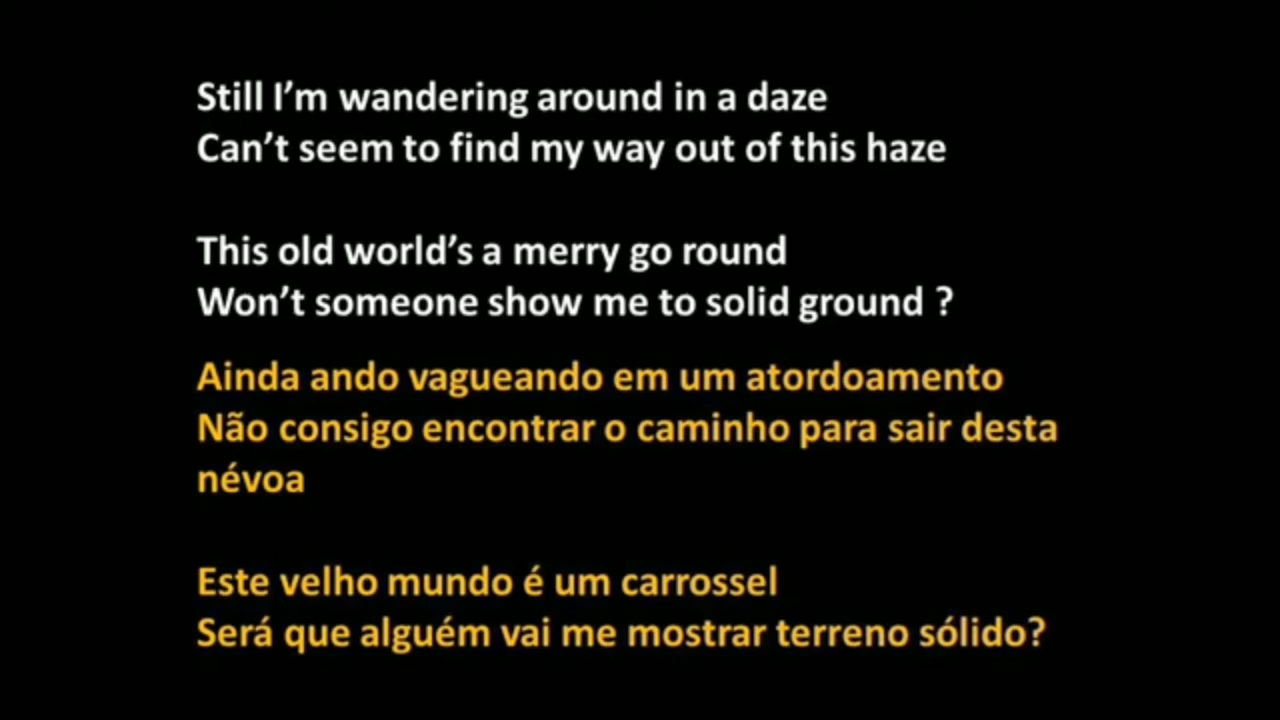 Still I’m wandering around in a daze
Can’t seem to find my way out of this haze
This old world’s a merry go round
Won’t someone show me to solid ground ?
Ainda ando vagueando em um atordoamento
Não consigo encontrar o caminho para sair desta
névoa
Este velho mundo é um carrossel
Será que alguém vai me mostrar terreno sólido?